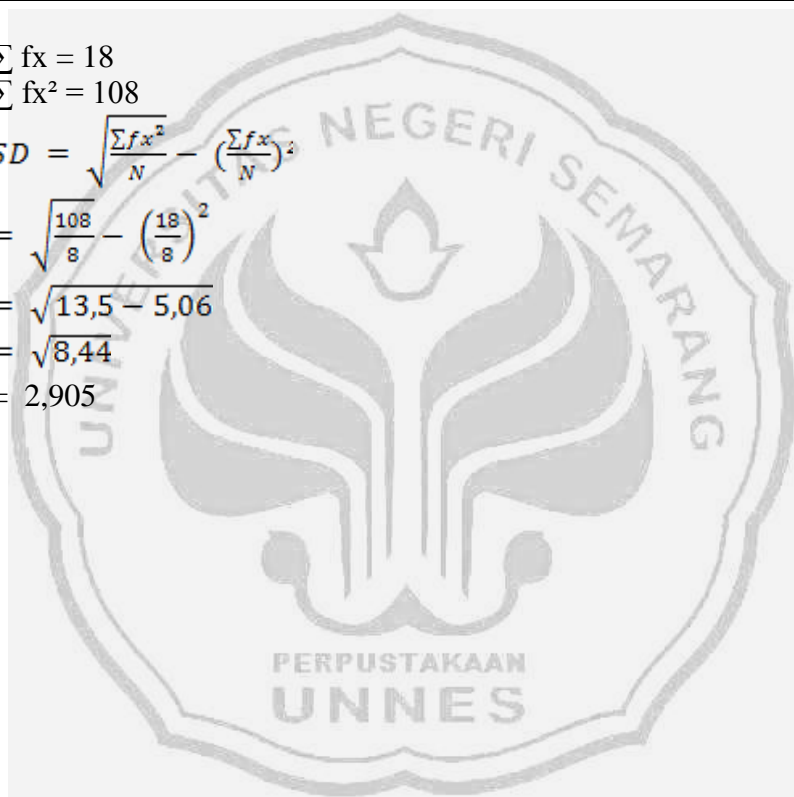 ∑ fx = 18
∑ fx² = 108
SD = √(∑fx²/N) − (∑fx/N)²
= √(108/8) − (18/8)²
= √(13,5 − 5,06)
= √8,44
= 2,905
UNIVERSITAS NEGERI SEMARANG
PERPUSTAKAAN
UNNES